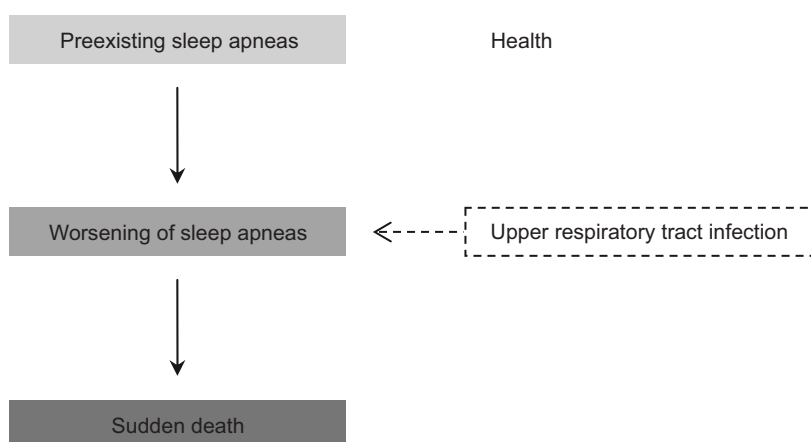 Preexisting sleep apneas
Health
Worsening of sleep apneas
Upper respiratory tract infection
Sudden death